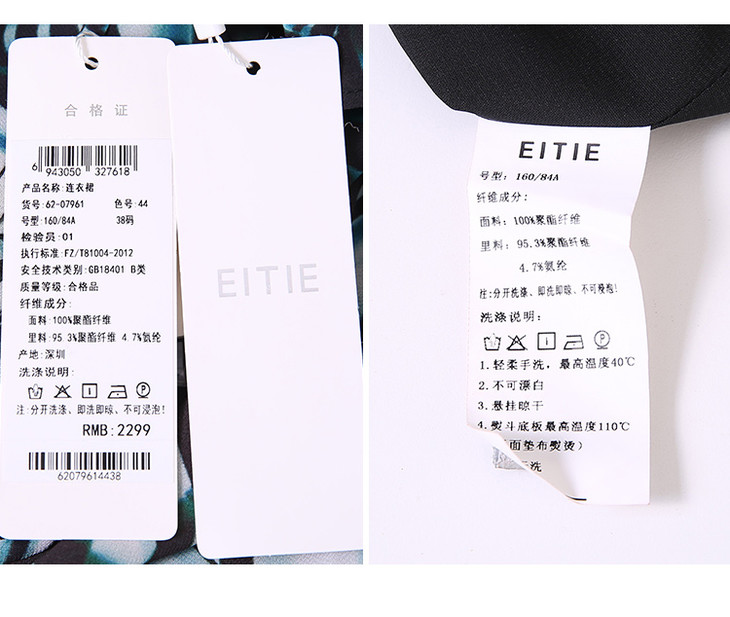 合格证
6 943050 327618
产品名称:连衣裙
货号:62-07961 色号:44
号型:160/84A 38码
检验员:01
执行标准:FZ/T81004-2012
安全技术类别:GB18401 B类
质量等级:合格品
纤维成分:
面料:100%聚酯纤维
里料:95.3%聚酯纤维 4.7%氨纶
产地:深圳
洗涤说明:
注:分开洗涤、即洗即晾、不可浸泡!
RMB:2299
62079614438
EITIE
EITIE
号型:160/84A
纤维成分:
面料:100%聚酯纤维
里料:95.3%聚酯纤维
4.7%氨纶
注:分开洗涤、即洗即晾、不可浸泡!
洗涤说明:
1.轻柔手洗,最高温度40℃
2.不可漂白
3.悬挂晾干
4.熨斗底板最高温度110℃
面垫布熨烫)
洗